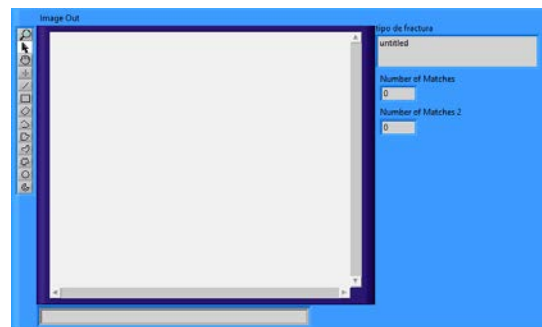 Image Out
tipo de fractura
untitled
Number of Matches
0
Number of Matches 2
0